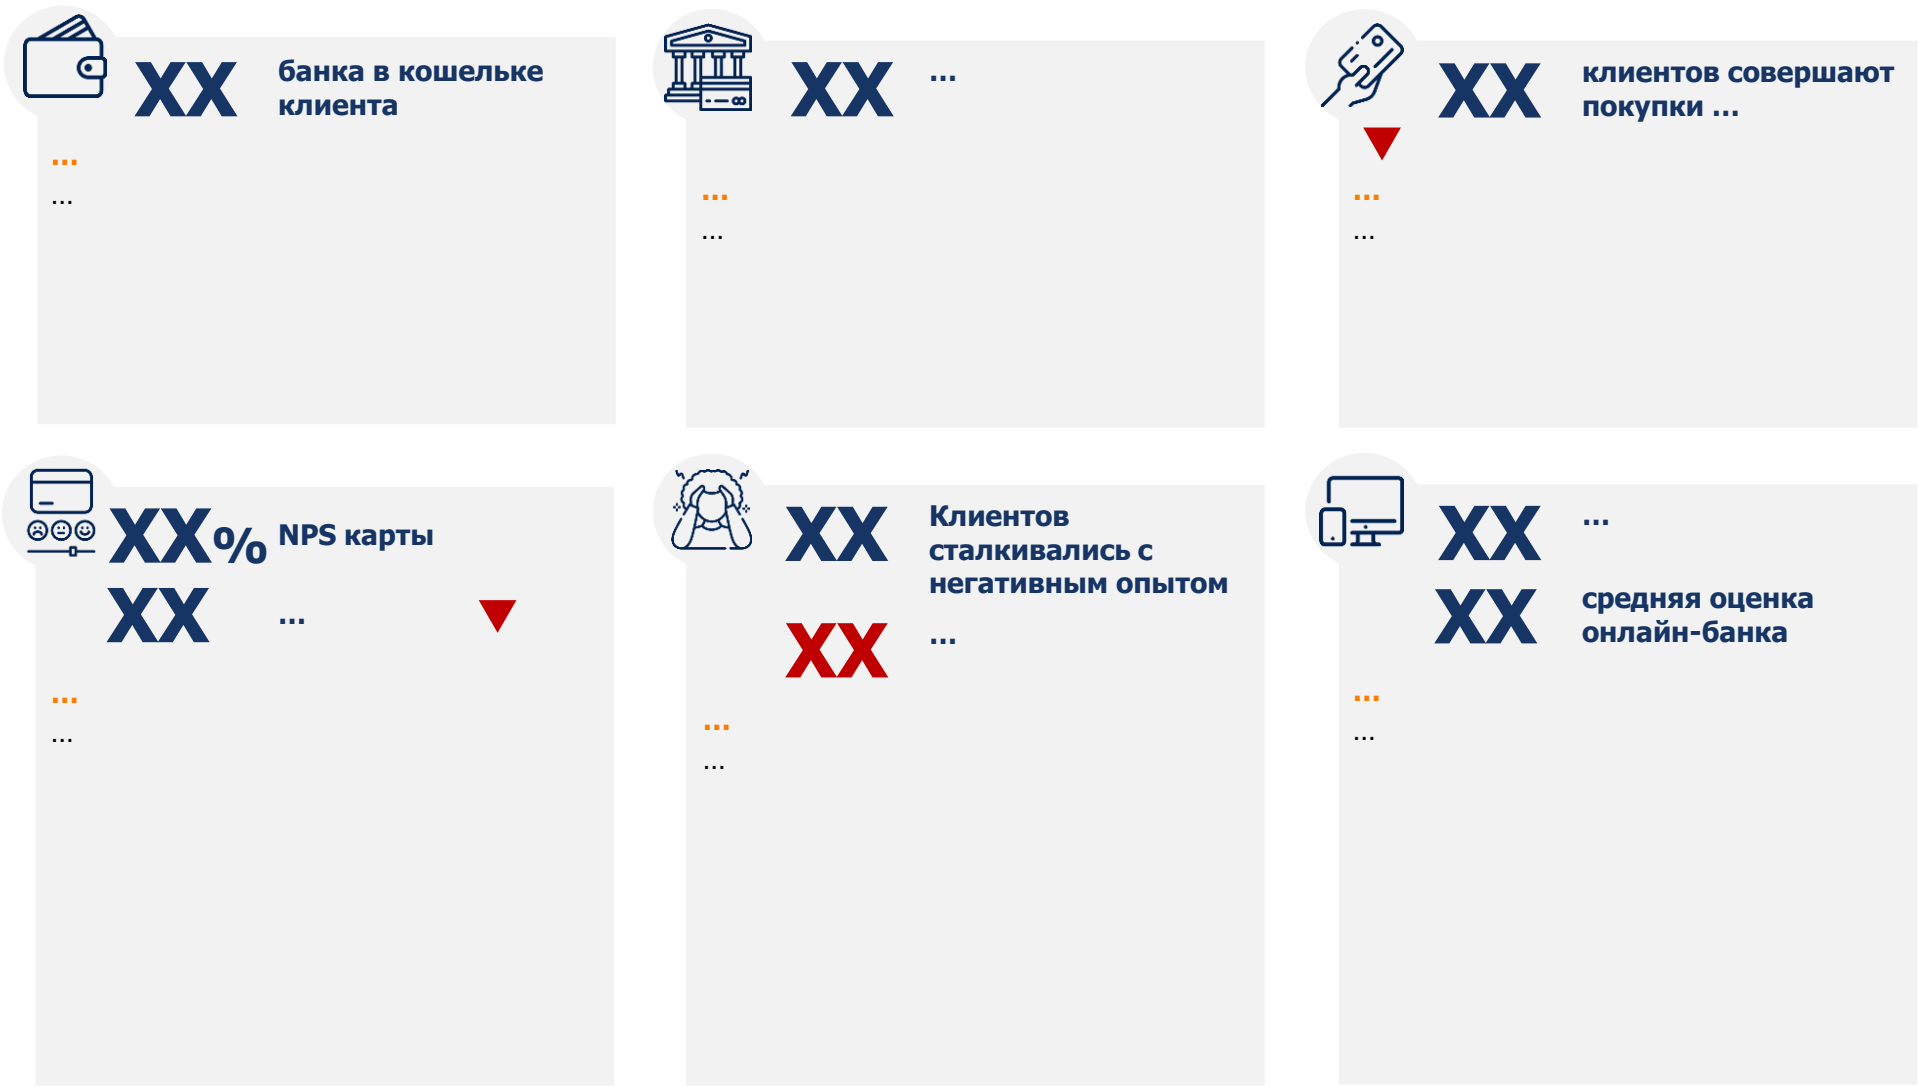 XX
банка в кошельке
клиента
...
...
XX
...
...
...
XX
клиентов совершают
покупки ...
...
...
XX%
NPS карты
XX
...
...
...
XX
Клиентов
сталкивались с
негативным опытом
XX
...
...
...
XX
...
XX
средняя оценка
онлайн-банка
...
...